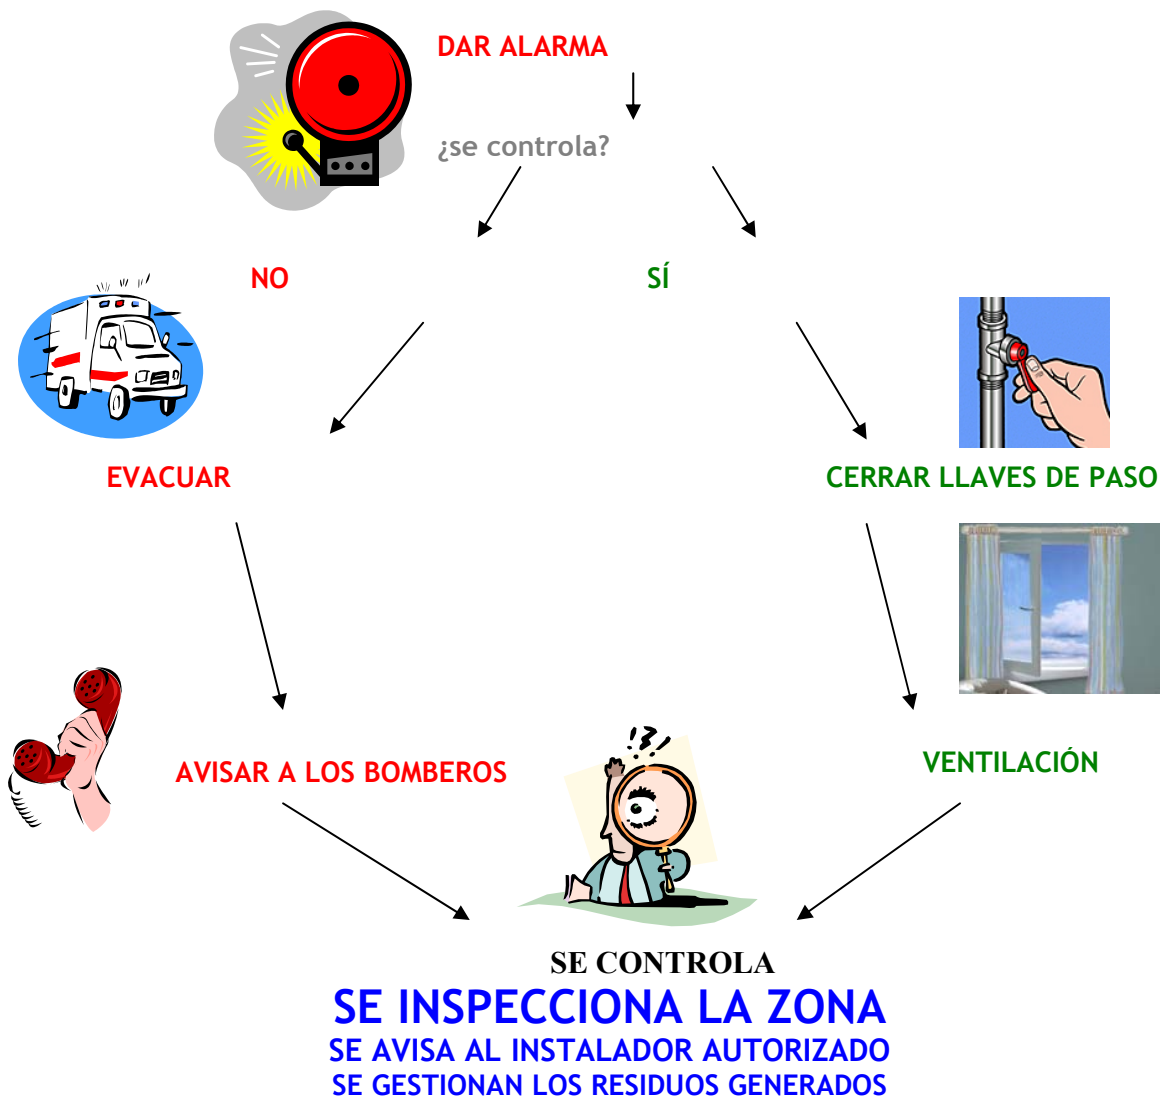 DAR ALARMA
¿se controla?
NO
SÍ
EVACUAR
CERRAR LLAVES DE PASO
AVISAR A LOS BOMBEROS
VENTILACIÓN
!?/?
SE CONTROLA
SE INSPECCIONA LA ZONA
SE AVISA AL INSTALADOR AUTORIZADO
SE GESTIONAN LOS RESIDUOS GENERADOS